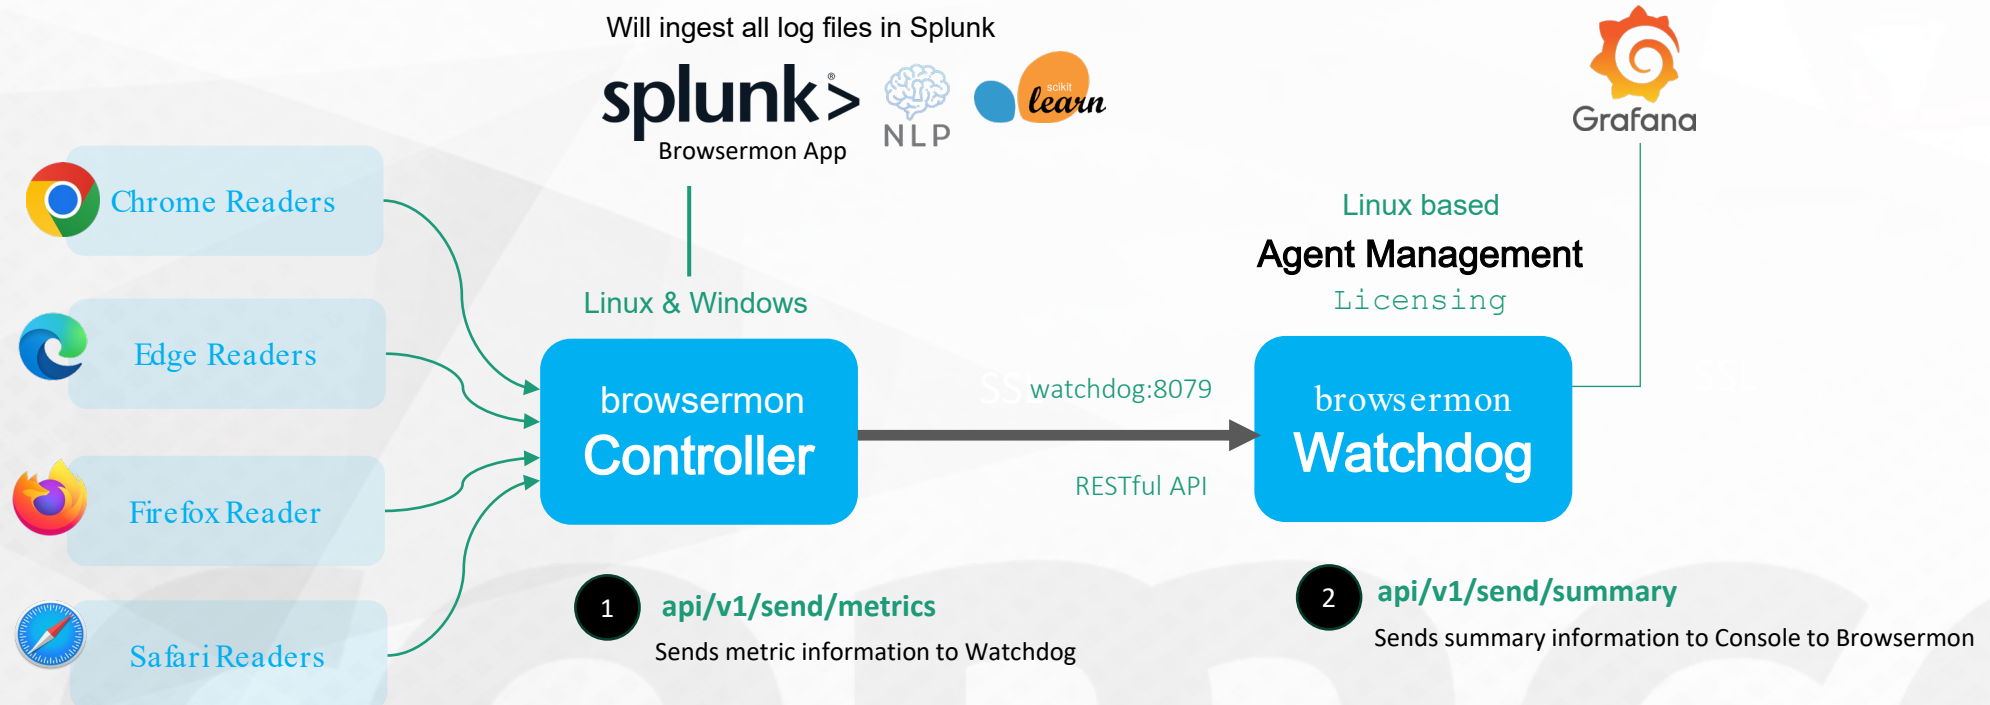 Will ingest all log files in Splunk
splunk>
NLP
scikit
learn
Browsermon App
Grafana
Chrome Readers
Edge Readers
Firefox Reader
Safari Readers
Linux & Windows
browsermon
Controller
watchdog:8079
RESTful API
Linux based
Agent Management
Licensing
browsermon
Watchdog
1
api/v1/send/metrics
Sends metric information to Watchdog
2
api/v1/send/summary
Sends summary information to Console to Browsermon